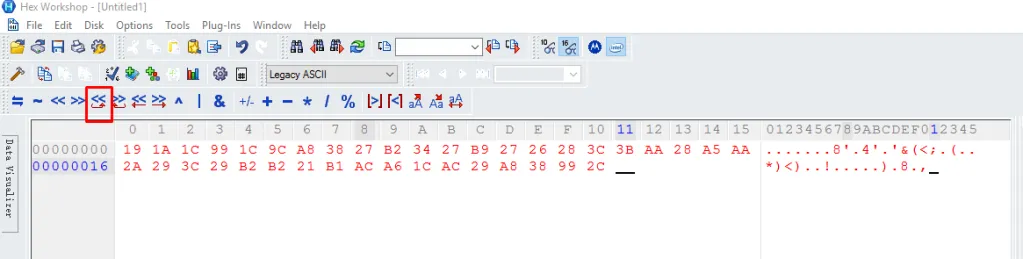 Hex Workshop - [Untitled1]
File Edit Disk Options Tools Plug-Ins Window Help
Legacy ASCII
<< >> << >> << >> ^ | & +/- + - * / %
0 1 2 3 4 5 6 7 8 9 A B C D E F 10 11 12 13 14 15 0123456789ABCDEF012345
00000000 19 1A 1C 99 1C 9C A8 38 27 B2 34 27 B9 27 26 28 3C 3B AA 28 A5 AA .......8'.4'.'&(<;.(..
00000016 2A 29 3C 29 B2 B2 21 B1 AC A6 1C AC 29 A8 38 99 2C *)<)..!.....).8.,
Data Visualizer